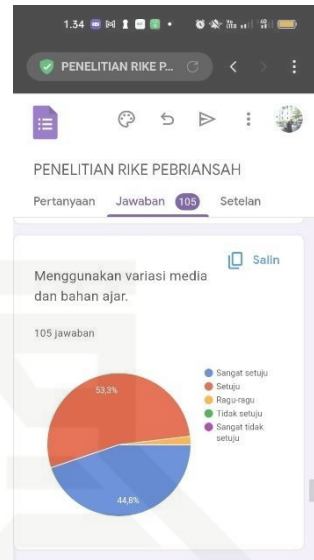 1.34
PENELITIAN RIKE P...
PENELITIAN RIKE PEBRIANSAH
Pertanyaan Jawaban 105 Setelan
Salin
Menggunakan variasi media
dan bahan ajar.
105 jawaban
Sangat setuju
Setuju
Ragu-ragu
Tidak setuju
Sangat tidak
setuju
53,3%
44,8%